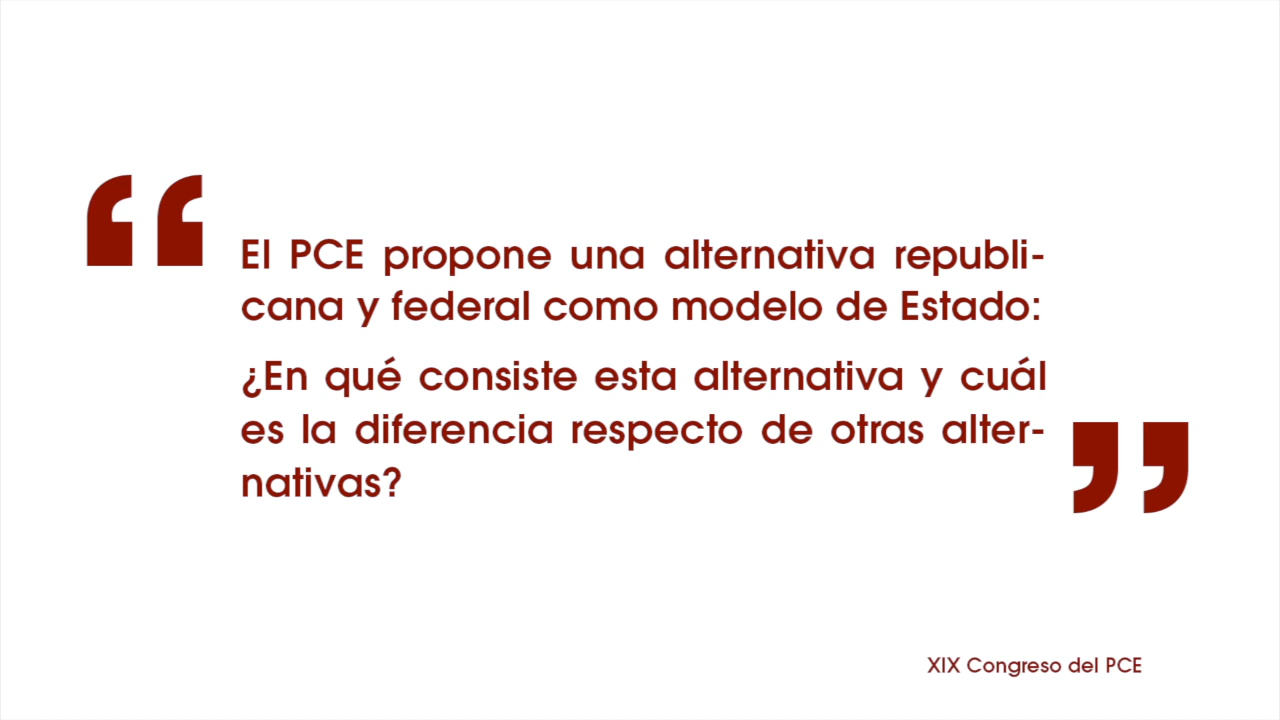 “
El PCE propone una alternativa republi-
cana y federal como modelo de Estado:
¿En qué consiste esta alternativa y cuál
es la diferencia respecto de otras alter-
nativas?
”
XIX Congreso del PCE